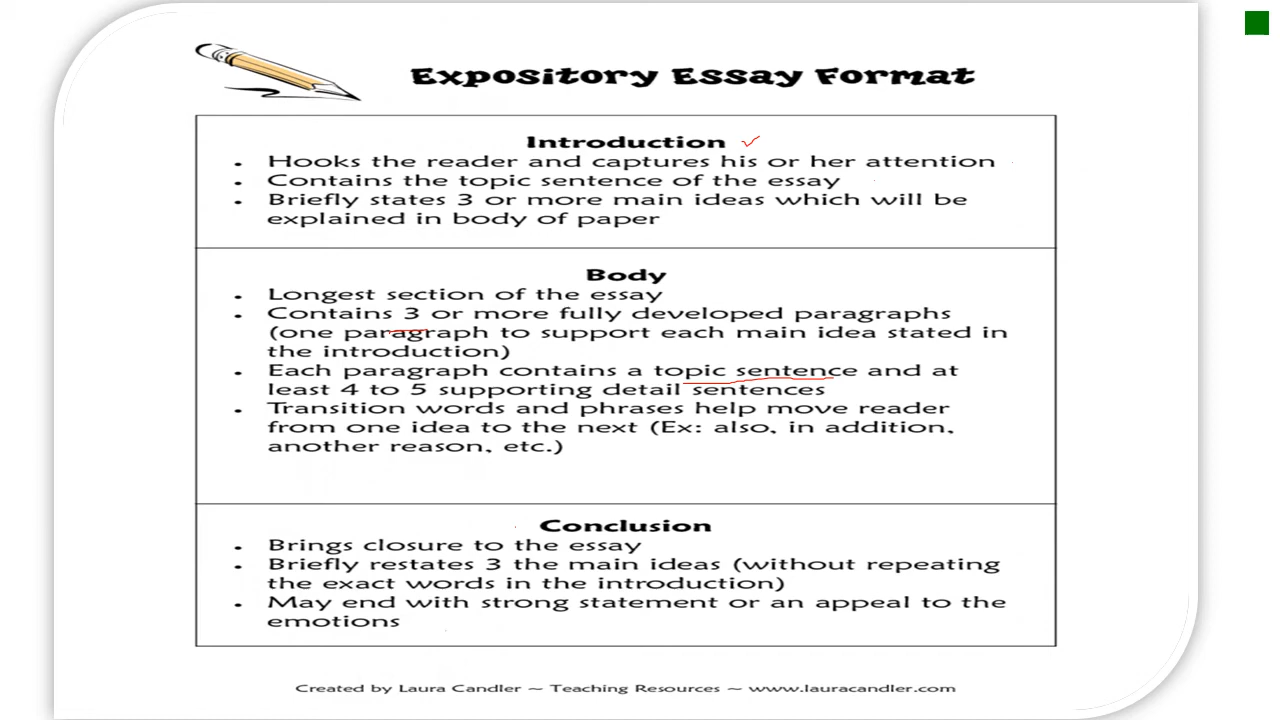 Expository Essay Format
Introduction
• Hooks the reader and captures his or her attention
• Contains the topic sentence of the essay
• Briefly states 3 or more main ideas which will be
explained in body of paper
Body
• Longest section of the essay
• Contains 3 or more fully developed paragraphs
(one paragraph to support each main idea stated in
the introduction)
• Each paragraph contains a topic sentence and at
least 4 to 5 supporting detail sentences
• Transition words and phrases help move reader
from one idea to the next (Ex: also, in addition,
another reason, etc.)
Conclusion
• Brings closure to the essay
• Briefly restates 3 the main ideas (without repeating
the exact words in the introduction)
• May end with strong statement or an appeal to the
emotions
Created by Laura Candler ~ Teaching Resources ~ www.lauracandler.com